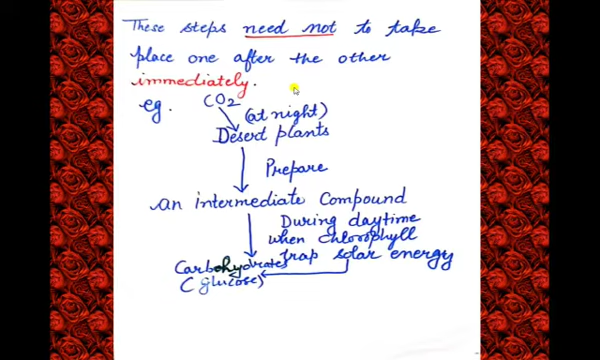 These steps need not to take
place one after the other
immediately.
eg. CO2
(at night)
Desert plants
Prepare
An intermediate Compound
During daytime
when chlorophyll
trap solar energy
Carbohydrates
(glucose)